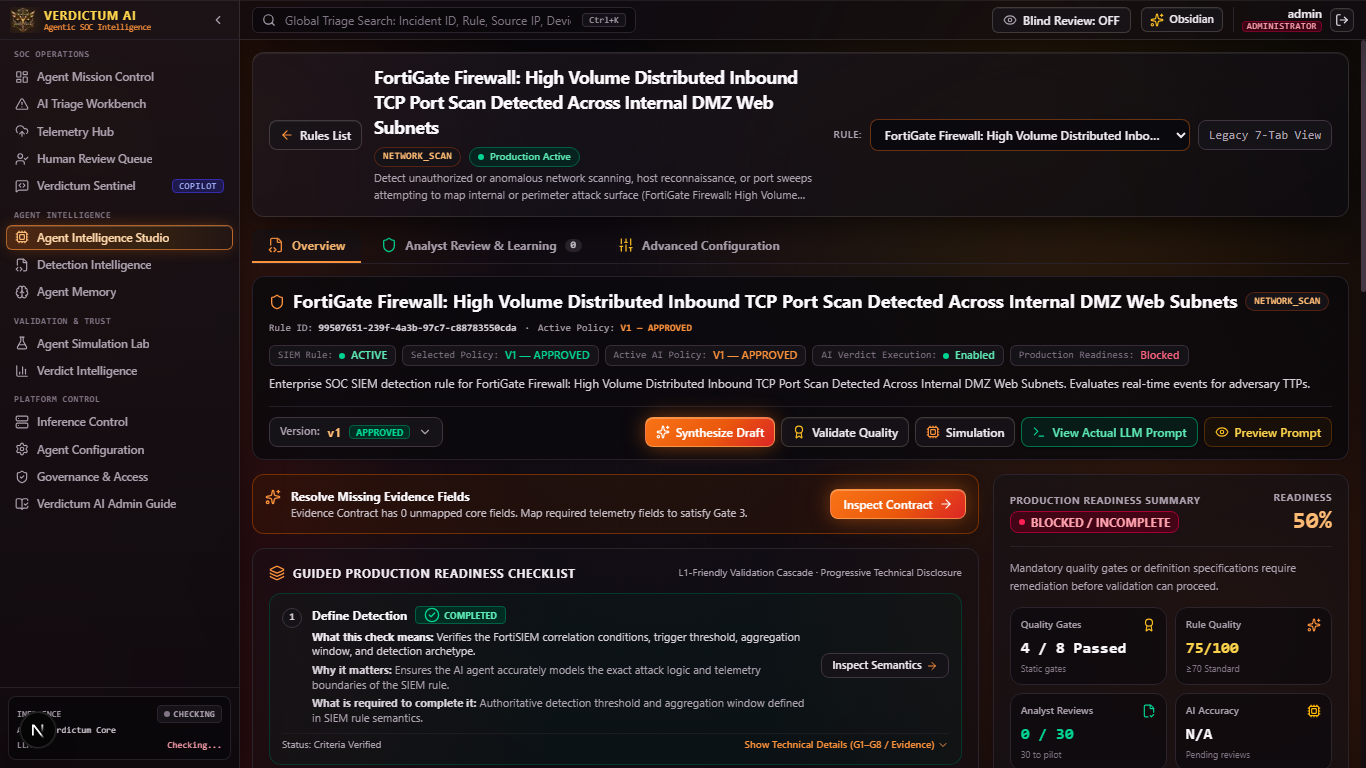 VERDICTUM AI
Agentic SOC Intelligence
Global Triage Search: Incident ID, Rule, Source IP, Devi
Ctrl+K
Blind Review: OFF
Obsidian
admin
ADMINISTRATOR
SOC OPERATIONS
Agent Mission Control
AI Triage Workbench
Telemetry Hub
Human Review Queue
Verdictum Sentinel
COPILOT
AGENT INTELLIGENCE
Agent Intelligence Studio
Detection Intelligence
Agent Memory
VALIDATION & TRUST
Agent Simulation Lab
Verdict Intelligence
PLATFORM CONTROL
Inference Control
Agent Configuration
Governance & Access
Verdictum AI Admin Guide
CHECKING
rdictum Core
Checking...
N
Rules List
FortiGate Firewall: High Volume Distributed Inbound
TCP Port Scan Detected Across Internal DMZ Web
Subnets
NETWORK_SCAN
Production Active
Detect unauthorized or anomalous network scanning, host reconnaissance, or port sweeps
attempting to map internal or perimeter attack surface (FortiGate Firewall: High Volume...
RULE:
FortiGate Firewall: High Volume Distributed Inbo...
Legacy 7-Tab View
Overview
Analyst Review & Learning 0
Advanced Configuration
FortiGate Firewall: High Volume Distributed Inbound TCP Port Scan Detected Across Internal DMZ Web Subnets
NETWORK_SCAN
Rule ID: 99507651-239f-4a3b-97c7-c88783550cda · Active Policy: V1 — APPROVED
SIEM Rule: ACTIVE
Selected Policy: V1 — APPROVED
Active AI Policy: V1 — APPROVED
AI Verdict Execution: Enabled
Production Readiness: Blocked
Enterprise SOC SIEM detection rule for FortiGate Firewall: High Volume Distributed Inbound TCP Port Scan Detected Across Internal DMZ Web Subnets. Evaluates real-time events for adversary TTPs.
Version: v1 APPROVED
Synthesize Draft
Validate Quality
Simulation
View Actual LLM Prompt
Preview Prompt
Resolve Missing Evidence Fields
Evidence Contract has 0 unmapped core fields. Map required telemetry fields to satisfy Gate 3.
Inspect Contract →
GUIDED PRODUCTION READINESS CHECKLIST
L1-Friendly Validation Cascade · Progressive Technical Disclosure
1
Define Detection
COMPLETED
What this check means: Verifies the FortiSIEM correlation conditions, trigger threshold, aggregation
window, and detection archetype.
Why it matters: Ensures the AI agent accurately models the exact attack logic and telemetry
boundaries of the SIEM rule.
What is required to complete it: Authoritative detection threshold and aggregation window defined
in SIEM rule semantics.
Inspect Semantics →
Status: Criteria Verified
Show Technical Details (G1–G8 / Evidence)
PRODUCTION READINESS SUMMARY
BLOCKED / INCOMPLETE
READINESS
50%
Mandatory quality gates or definition specifications require
remediation before validation can proceed.
Quality Gates
4 / 8 Passed
Static gates
Rule Quality
75/100
≥70 Standard
Analyst Reviews
0 / 30
30 to pilot
AI Accuracy
N/A
Pending reviews